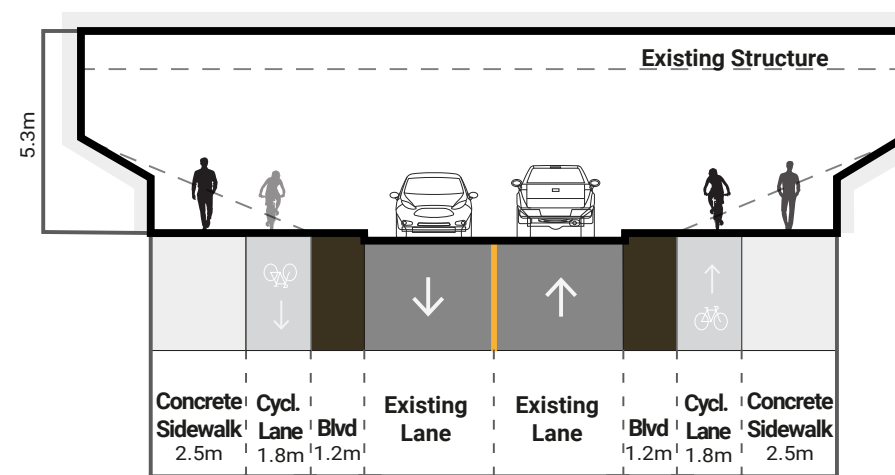 Existing Structure
5.3m
Concrete
Sidewalk
2.5m
Cycl.
Lane
1.8m
Blvd
1.2m
Existing
Lane
Existing
Lane
Blvd
1.2m
Cycl.
Lane
1.8m
Concrete
Sidewalk
2.5m